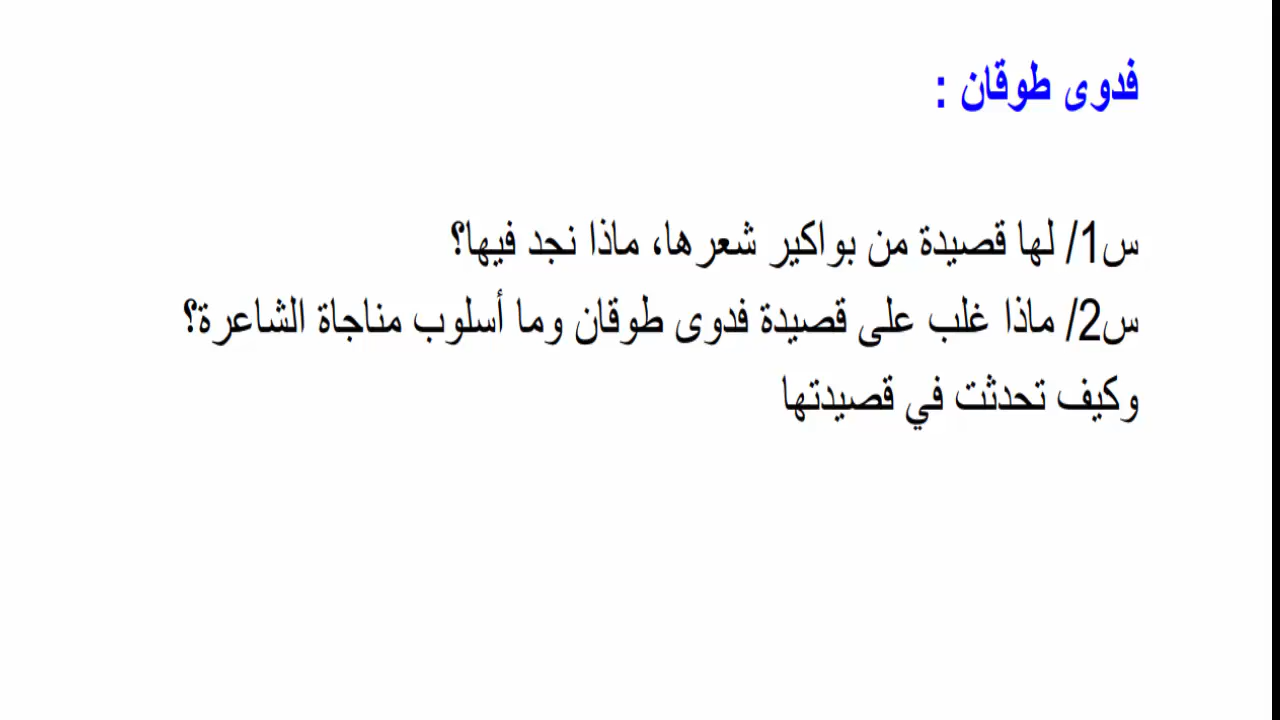 فدوى طوقان :
س1/ لها قصيدة من بواكير شعرها، ماذا نجد فيها؟
س2/ ماذا غلب على قصيدة فدوى طوقان وما أسلوب مناجاة الشاعرة؟
وكيف تحدثت في قصيدتها